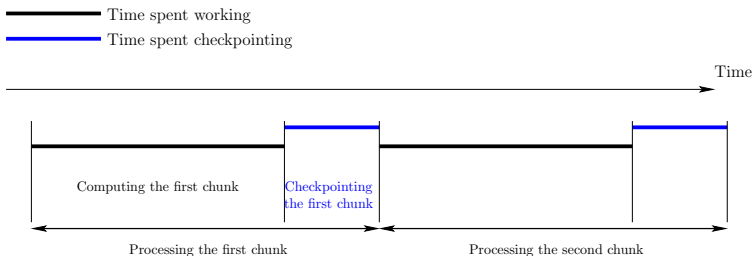 Time spent working
Time spent checkpointing
Time
Computing the first chunk
Checkpointing
the first chunk
Processing the first chunk
Processing the second chunk